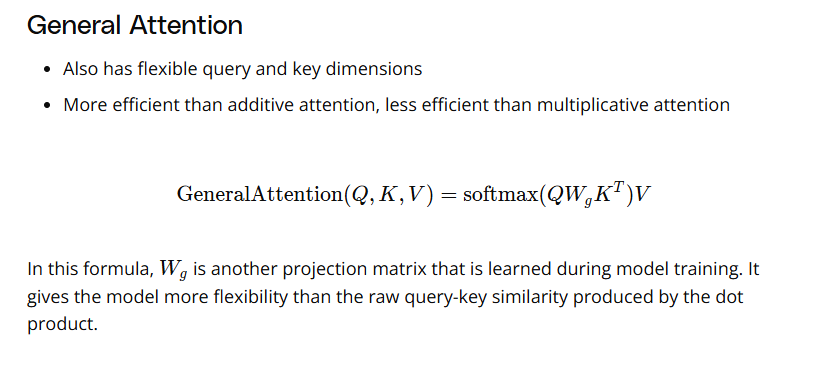 General Attention
• Also has flexible query and key dimensions
• More efficient than additive attention, less efficient than multiplicative attention
GeneralAttention(Q, K, V) = softmax(QW_gK^T)V
In this formula, W_g is another projection matrix that is learned during model training. It
gives the model more flexibility than the raw query-key similarity produced by the dot
product.